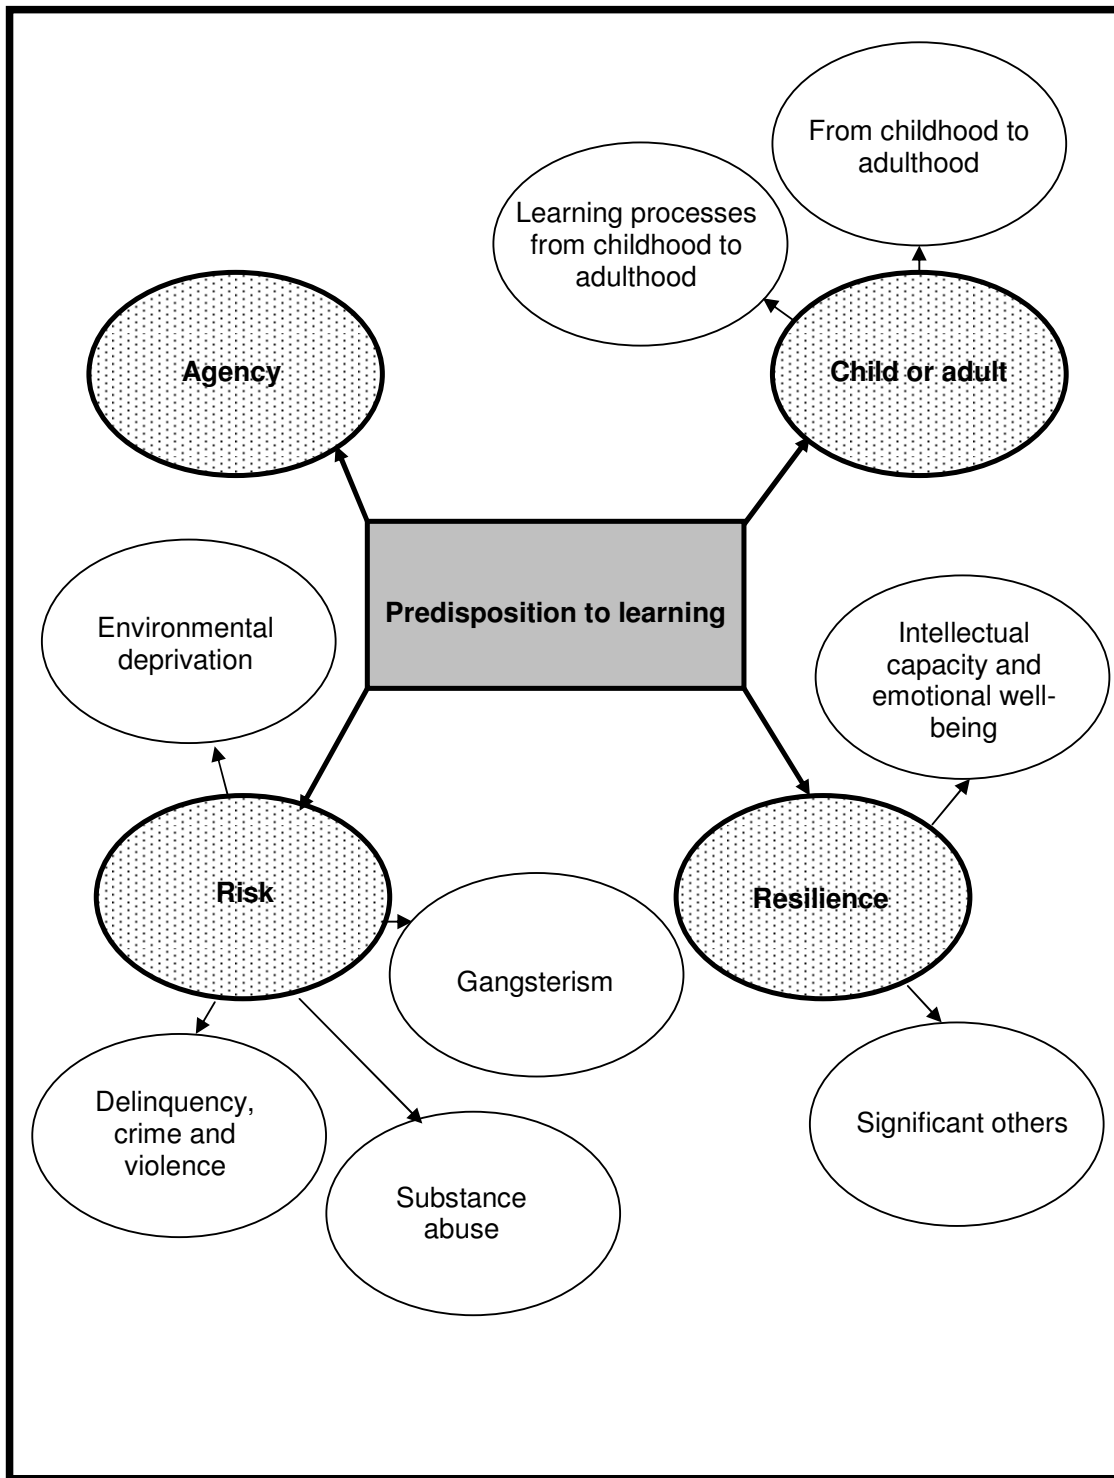 From childhood to
adulthood
Learning processes
from childhood to
adulthood
Agency
Child or adult
Predisposition to learning
Environmental
deprivation
Intellectual
capacity and
emotional well-
being
Risk
Resilience
Gangsterism
Delinquency,
crime and
violence
Significant others
Substance
abuse